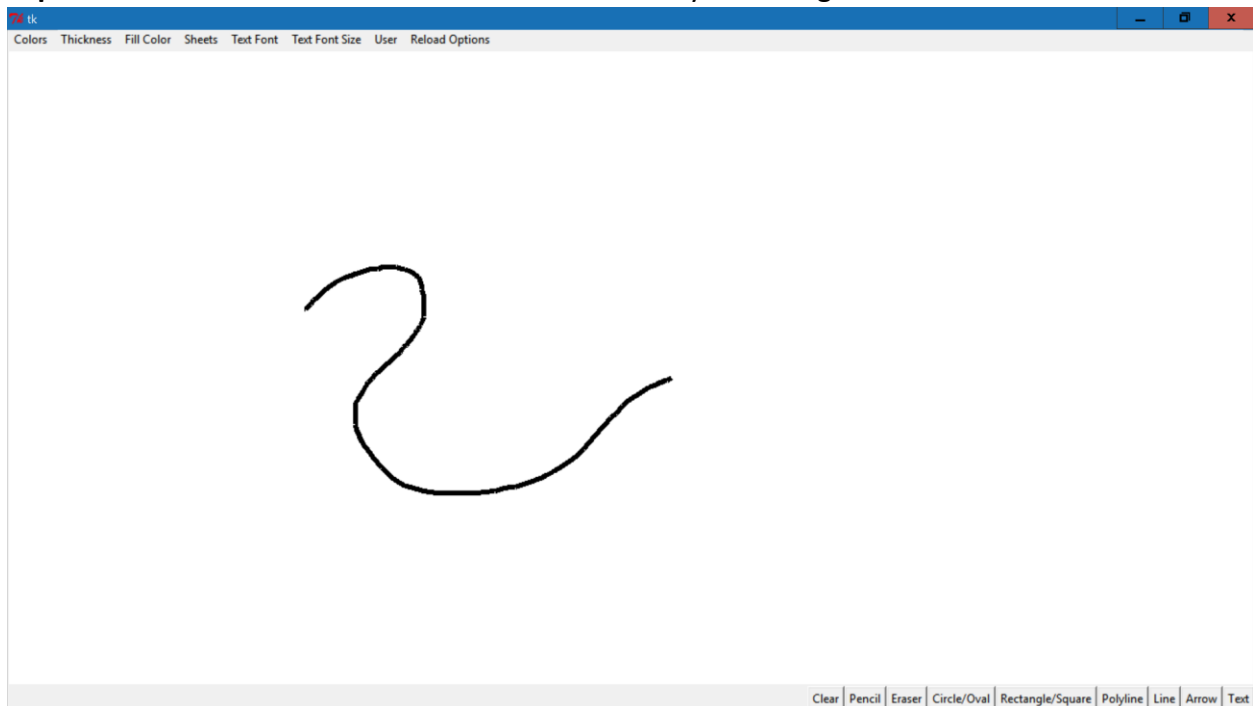 tk
Colors Thickness Fill Color Sheets Text Font Text Font Size User Reload Options
Clear Pencil Eraser Circle/Oval Rectangle/Square Polyline Line Arrow Text